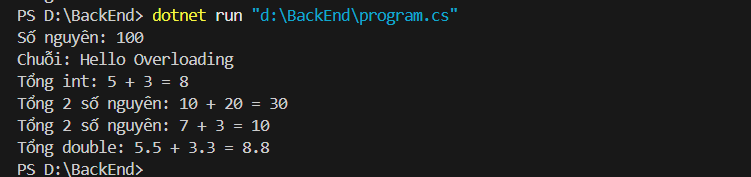 PS D:\BackEnd> dotnet run "d:\BackEnd\program.cs"
Số nguyên: 100
Chuỗi: Hello Overloading
Tổng int: 5 + 3 = 8
Tổng 2 số nguyên: 10 + 20 = 30
Tổng 2 số nguyên: 7 + 3 = 10
Tổng double: 5.5 + 3.3 = 8.8
PS D:\BackEnd>